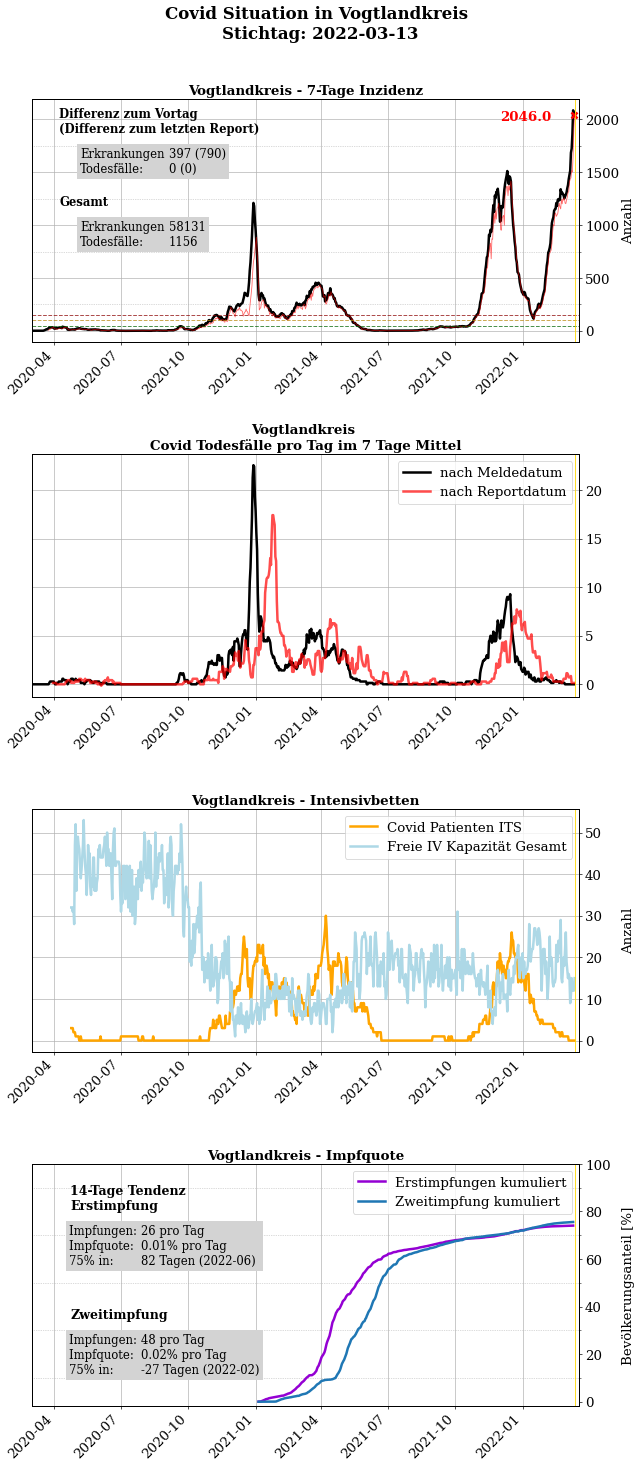 Covid Situation in Vogtlandkreis
Stichtag: 2022-03-13
Vogtlandkreis - 7-Tage Inzidenz
Differenz zum Vortag
(Differenz zum letzten Report)
Erkrankungen 397 (790)
Todesfälle: 0 (0)
Gesamt
Erkrankungen 58131
Todesfälle: 1156
2046.0
2000
1500
1000
500
0
Anzahl
2020-04 2020-07 2020-10 2021-01 2021-04 2021-07 2021-10 2022-01
Vogtlandkreis
Covid Todesfälle pro Tag im 7 Tage Mittel
nach Meldedatum
nach Reportdatum
20
15
10
5
0
2020-04 2020-07 2020-10 2021-01 2021-04 2021-07 2021-10 2022-01
Vogtlandkreis - Intensivbetten
Covid Patienten ITS
Freie IV Kapazität Gesamt
50
40
30
20
10
0
Anzahl
2020-04 2020-07 2020-10 2021-01 2021-04 2021-07 2021-10 2022-01
Vogtlandkreis - Impfquote
14-Tage Tendenz
Erstimpfung
Impfungen: 26 pro Tag
Impfquote: 0.01% pro Tag
75% in: 82 Tagen (2022-06)
Zweitimpfung
Impfungen: 48 pro Tag
Impfquote: 0.02% pro Tag
75% in: -27 Tagen (2022-02)
Erstimpfungen kumuliert
Zweitimpfung kumuliert
100
80
60
40
20
0
Bevölkerungsanteil [%]
2020-04 2020-07 2020-10 2021-01 2021-04 2021-07 2021-10 2022-01